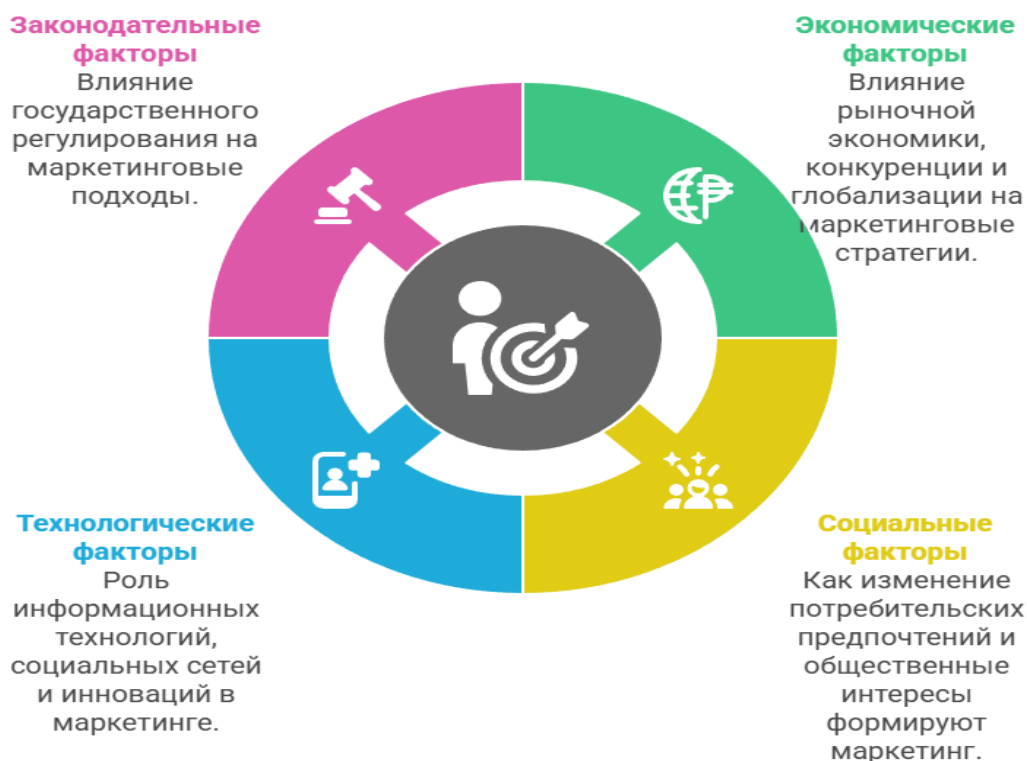 Законодательные
факторы
Влияние
государственного
регулирования на
маркетинговые
подходы.
Экономические
факторы
Влияние
рыночной
экономики,
конкуренции и
глобализации на
маркетинговые
стратегии.
Технологические
факторы
Роль
информационных
технологий,
социальных сетей
и инноваций в
маркетинге.
Социальные
факторы
Как изменение
потребительских
предпочтений и
общественные
интересы
формируют
маркетинг.